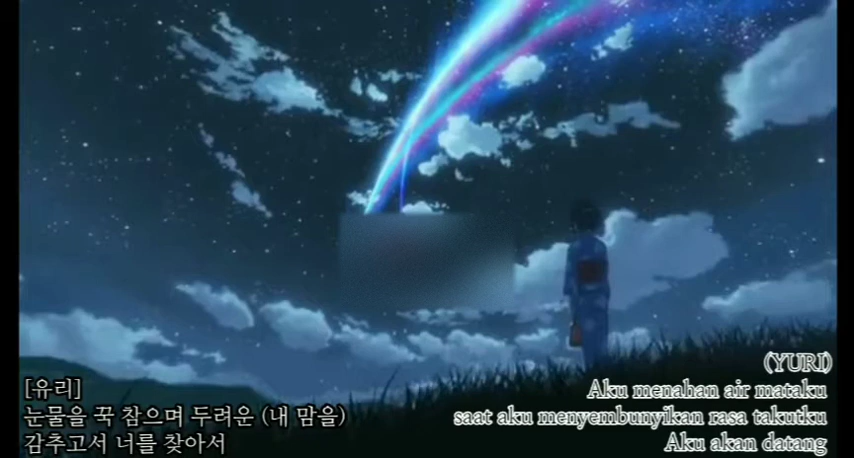 [유리]
눈물을 꾹 참으며 두려운 (내 맘을)
감추고서 너를 찾아서
(YURI)
Aku menahan air mataku
saat aku menyembunyikan rasa takutku
Aku akan datang